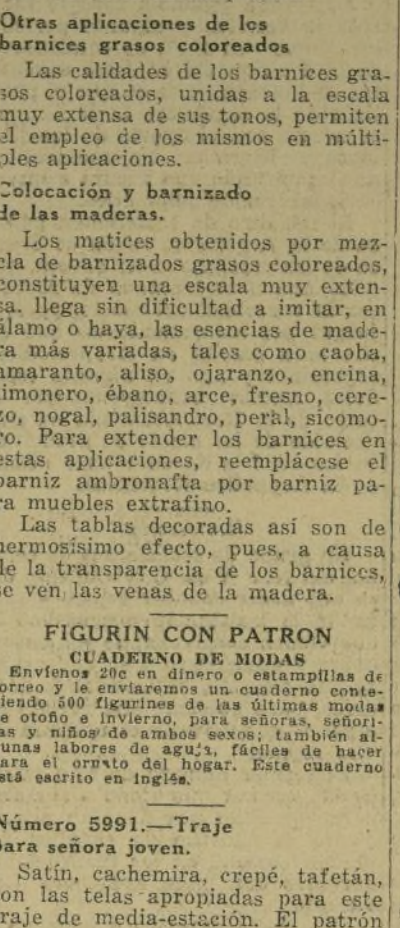 Otras aplicaciones de los
barnices grasos coloreados
Las calidades de los barnices gra-
sos coloreados, unidas a la escala
muy extensa de sus tonos, permiten
el empleo de los mismos en múlti-
ples aplicaciones.
Colocación y barnizado
de las maderas.
Los matices obtenidos por mez-
cla de barnizados grasos coloreados,
constituyen una escala muy exten-
sa. llega sin dificultad a imitar, en
álamo o haya, las esencias de made-
ra más variadas, tales como caoba,
amaranto, aliso, ojaranzo, encina,
limonero, ébano, arce, fresno, cere-
zo, nogal, palisandro, peral, sicomo-
ro. Para extender los barnices en
estas aplicaciones, reemplácese el
barniz ambronafta por barniz pa-
ra muebles extrafino.
Las tablas decoradas así son de
hermosísimo efecto, pues, a causa
de la transparencia de los barnices,
se ven las venas de la madera.
FIGURIN CON PATRON
CUADERNO DE MODAS
Envíenos 20c en dinero o estampillas de
correo y le enviaremos un cuaderno conte-
niendo 500 figurines de las últimas modas
de otoño e invierno, para señoras, señori-
tas y niños de ambos sexos; también al-
gunas labores de aguja, fáciles de hacer
para el ornato del hogar. Este cuaderno
está escrito en inglés.
Número 5991.—Traje
para señora joven.
Satín, cachemira, crepé, tafetán,
son las telas apropiadas para este
traje de media-estación. El patrón